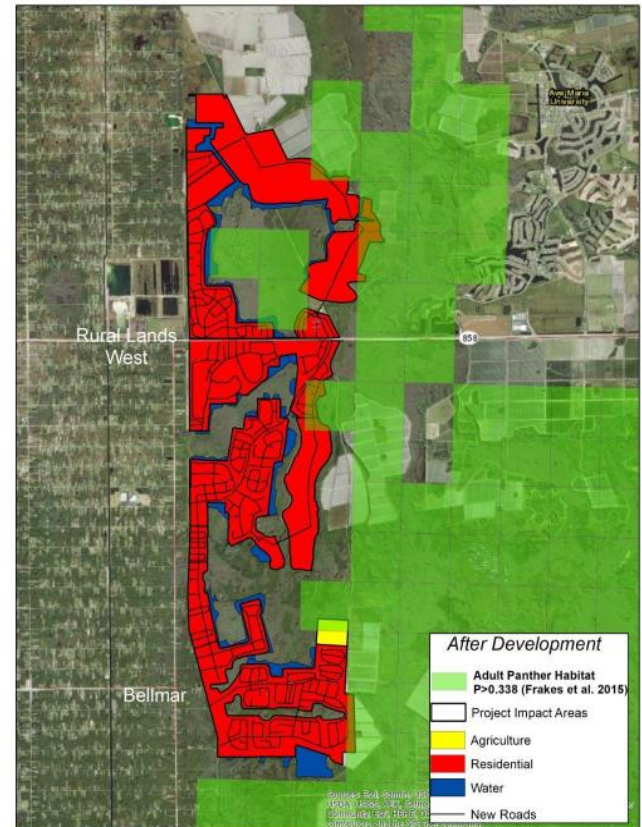 Ave Maria
University
Rural Lands
West
858
Bellmar
After Development
Adult Panther Habitat
P>0.338 (Frakes et al. 2015)
Project Impact Areas
Agriculture
Residential
Water
New Roads